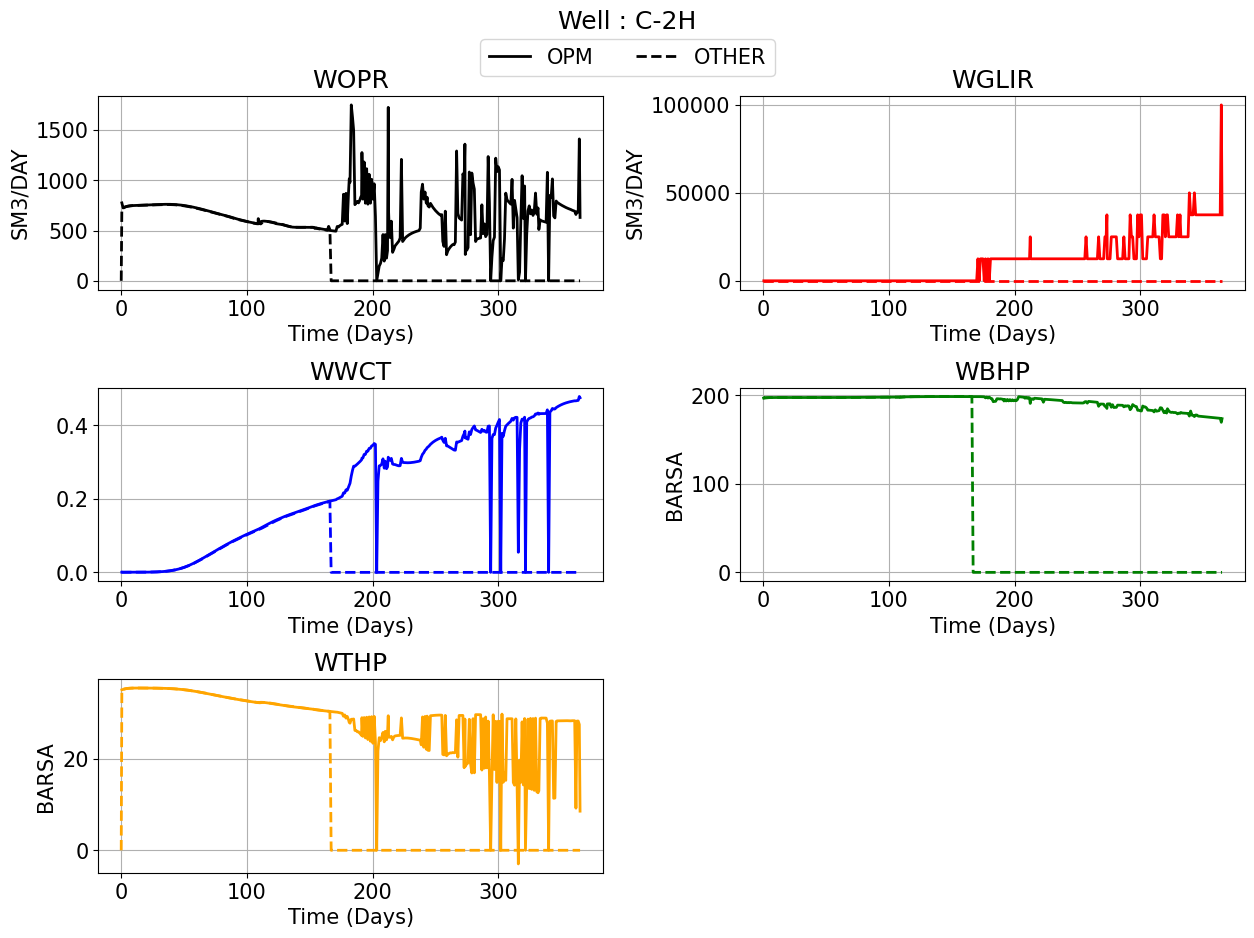 Well : C-2H
OPM OTHER
WOPR
SM3/DAY
1500
1000
500
0
0 100 200 300
Time (Days)
WGLIR
SM3/DAY
100000
50000
0
0 100 200 300
Time (Days)
WWCT
0.4
0.2
0.0
0 100 200 300
Time (Days)
WBHP
BARSA
200
100
0
0 100 200 300
Time (Days)
WTHP
BARSA
20
0
0 100 200 300
Time (Days)